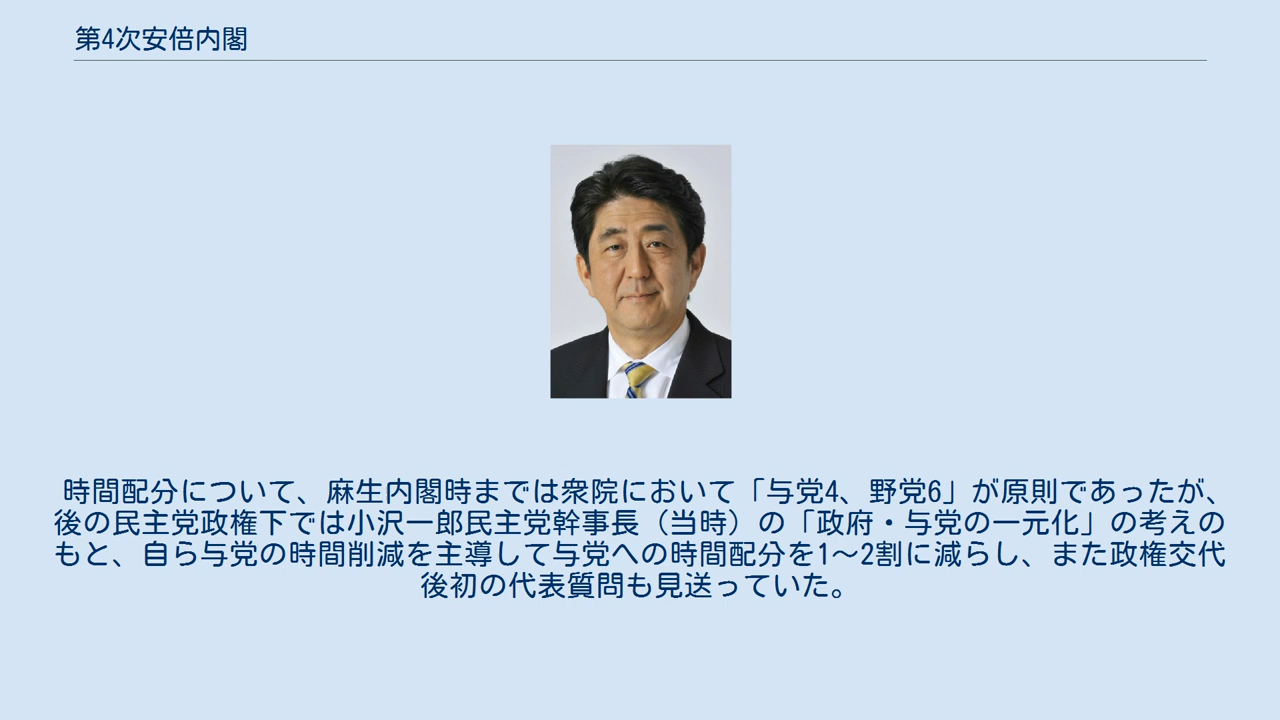 第4次安倍内閣
時間配分について、麻生内閣時までは衆院において「与党4、野党6」が原則であったが、
後の民主党政権下では小沢一郎民主党幹事長（当時）の「政府・与党の一元化」の考えの
もと、自ら与党の時間削減を主導して与党への時間配分を1〜2割に減らし、また政権交代
後初の代表質問も見送っていた。